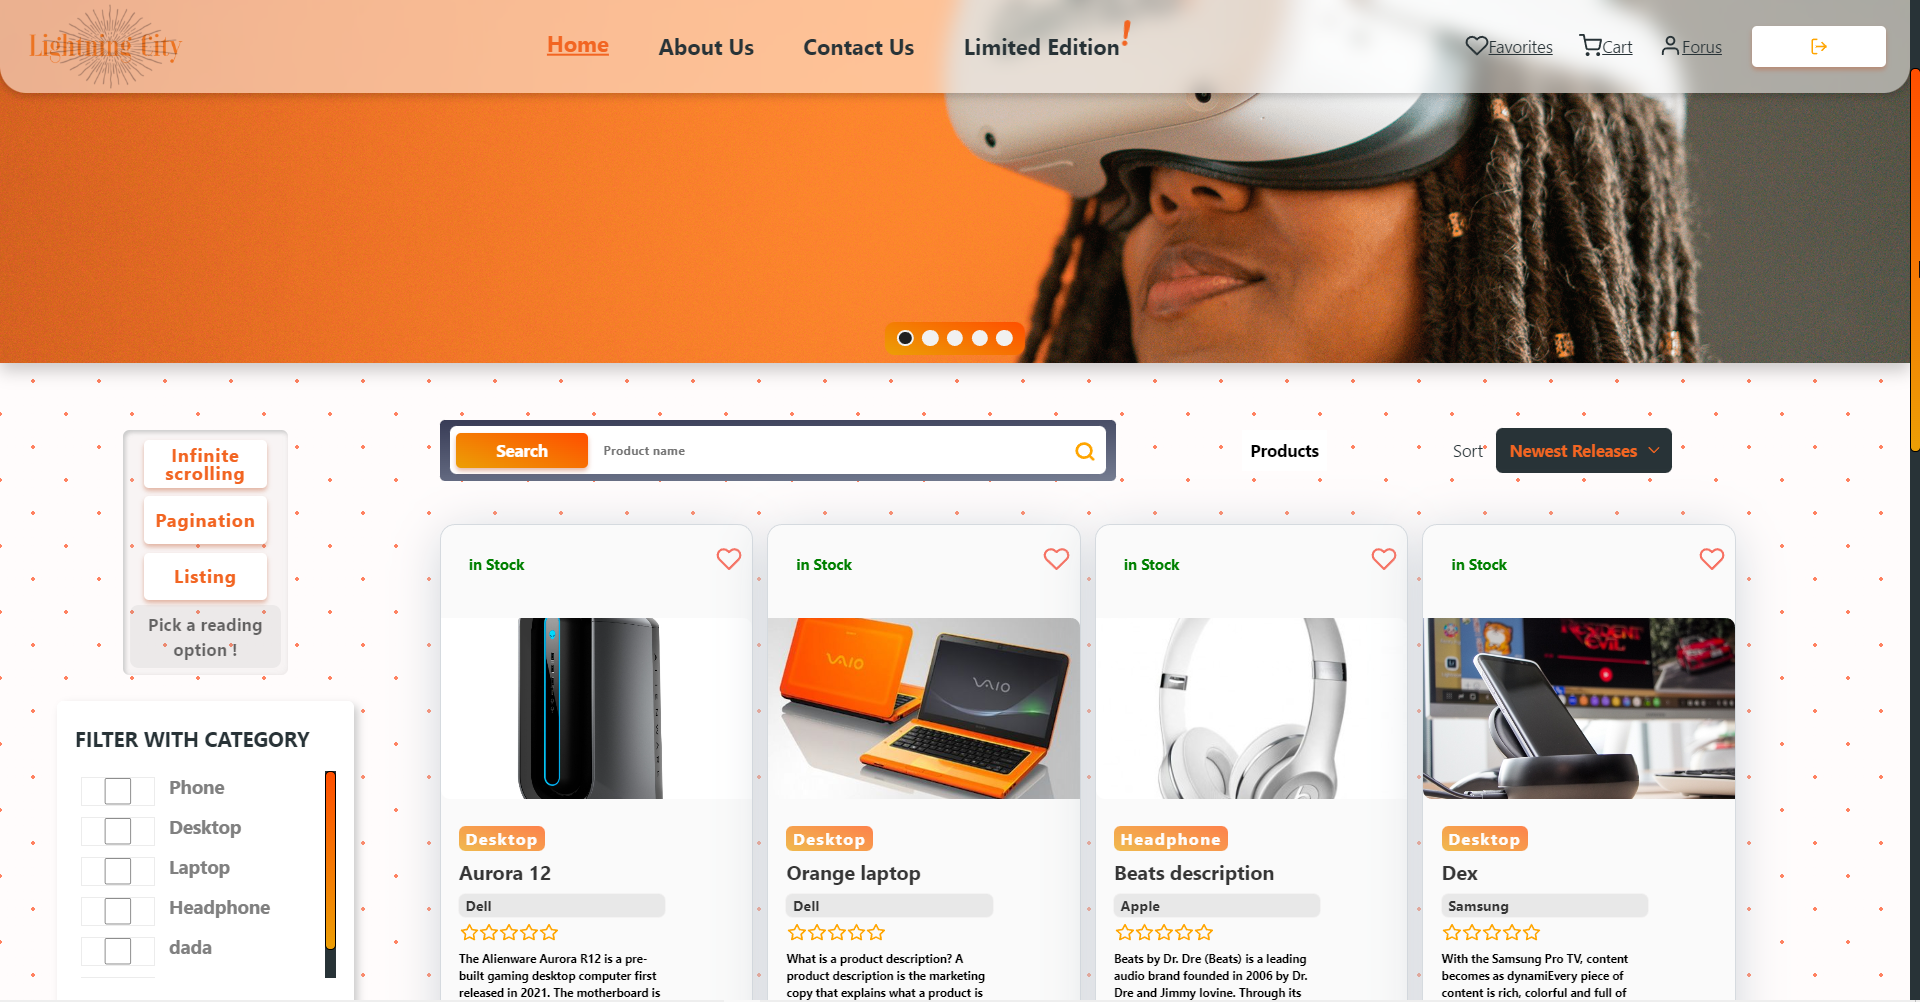 Lightning City
Home
About Us
Contact Us
Limited Edition!
Favorites
Cart
Forus
Search
Product name
Products
Sort
Newest Releases
Infinite
scrolling
Pagination
Listing
Pick a reading
option !
FILTER WITH CATEGORY
Phone
Desktop
Laptop
Headphone
dada
in Stock
Desktop
Aurora 12
Dell
The Alienware Aurora R12 is a pre-
built gaming desktop computer first
released in 2021. The motherboard is
in Stock
VAIO
VAIO
Desktop
Orange laptop
Dell
What is a product description? A
product description is the marketing
copy that explains what a product is
in Stock
Headphone
Beats description
Apple
Beats by Dr. Dre (Beats) is a leading
audio brand founded in 2006 by Dr.
Dre and Jimmy Iovine. Through its
in Stock
RESIDENT
EVIL
Desktop
Dex
Samsung
With the Samsung Pro TV, content
becomes as dynamiEvery piece of
content is rich, colorful and full of